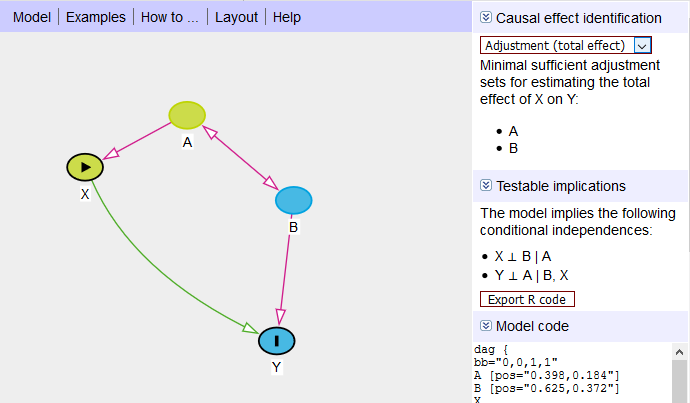 Model | Examples | How to ... | Layout | Help
A
X
B
Y
Causal effect identification
Adjustment (total effect)
Minimal sufficient adjustment
sets for estimating the total
effect of X on Y:
• A
• B
Testable implications
The model implies the following
conditional independences:
• X ⊥ B | A
• Y ⊥ A | B, X
Export R code
Model code
dag {
bb="0,0,1,1"
A [pos="0.398,0.184"]
B [pos="0.625,0.372"]
X